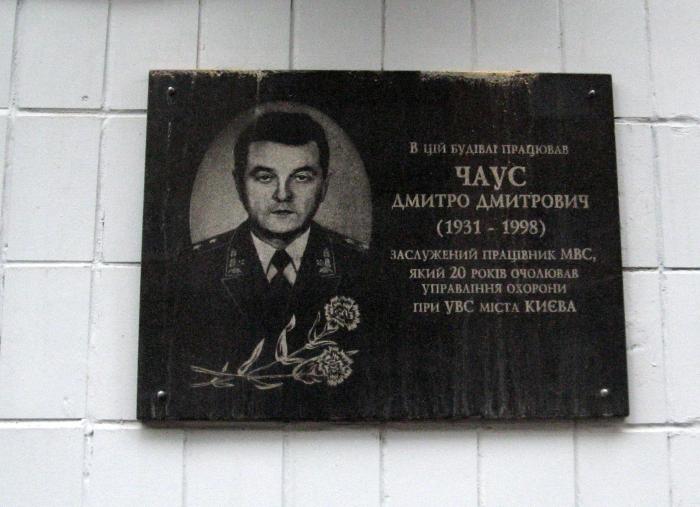 В ЦІЙ БУДІВЛІ ПРАЦЮВАВ
ЧАУС
ДМИТРО ДМИТРОВИЧ
(1931 - 1998)
ЗАСЛУЖЕНИЙ ПРАЦІВНИК МВС,
ЯКИЙ 20 РОКІВ ОЧОЛЮВАВ
УПРАВЛІННЯ ОХОРОНИ
ПРИ УВС МІСТА КИЄВА